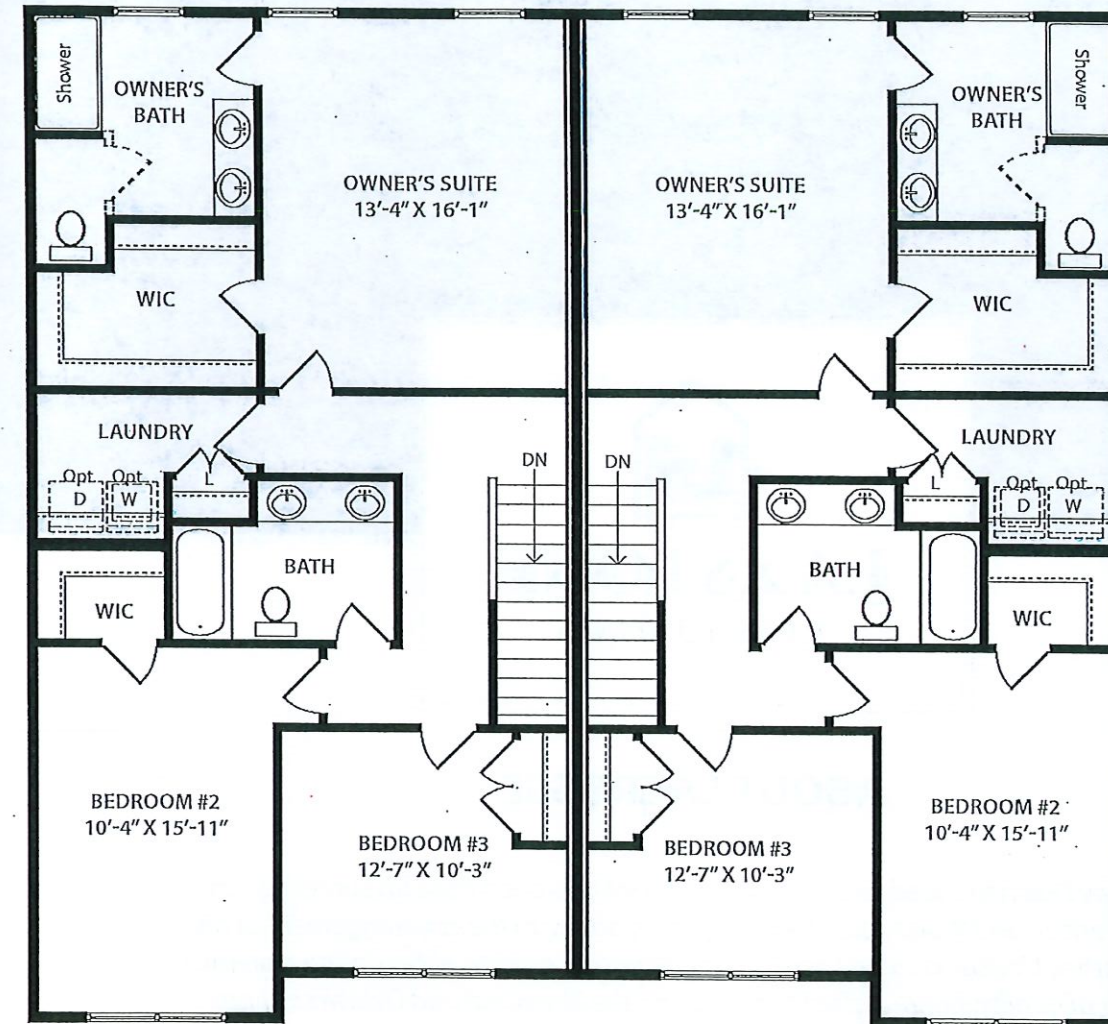 Shower
OWNER'S
BATH
OWNER'S SUITE
13'-4" X 16'-1"
WIC
LAUNDRY
Opt
D
Opt
W
L
DN
BATH
WIC
BEDROOM #2
10'-4" X 15'-11"
BEDROOM #3
12'-7" X 10'-3"
OWNER'S SUITE
13'-4" X 16'-1"
OWNER'S
BATH
Shower
WIC
DN
LAUNDRY
L
Opt
D
Opt
W
BATH
WIC
BEDROOM #3
12'-7" X 10'-3"
BEDROOM #2
10'-4" X 15'-11"